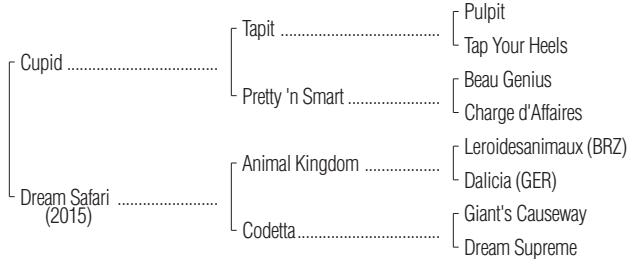 Pulpit
Tapit
Tap Your Heels
Cupid
Beau Genius
Pretty 'n Smart
Charge d'Affaires
Leroidesanimaux (BRZ)
Animal Kingdom
Dalicia (GER)
Dream Safari
(2015)
Giant's Causeway
Codetta
Dream Supreme